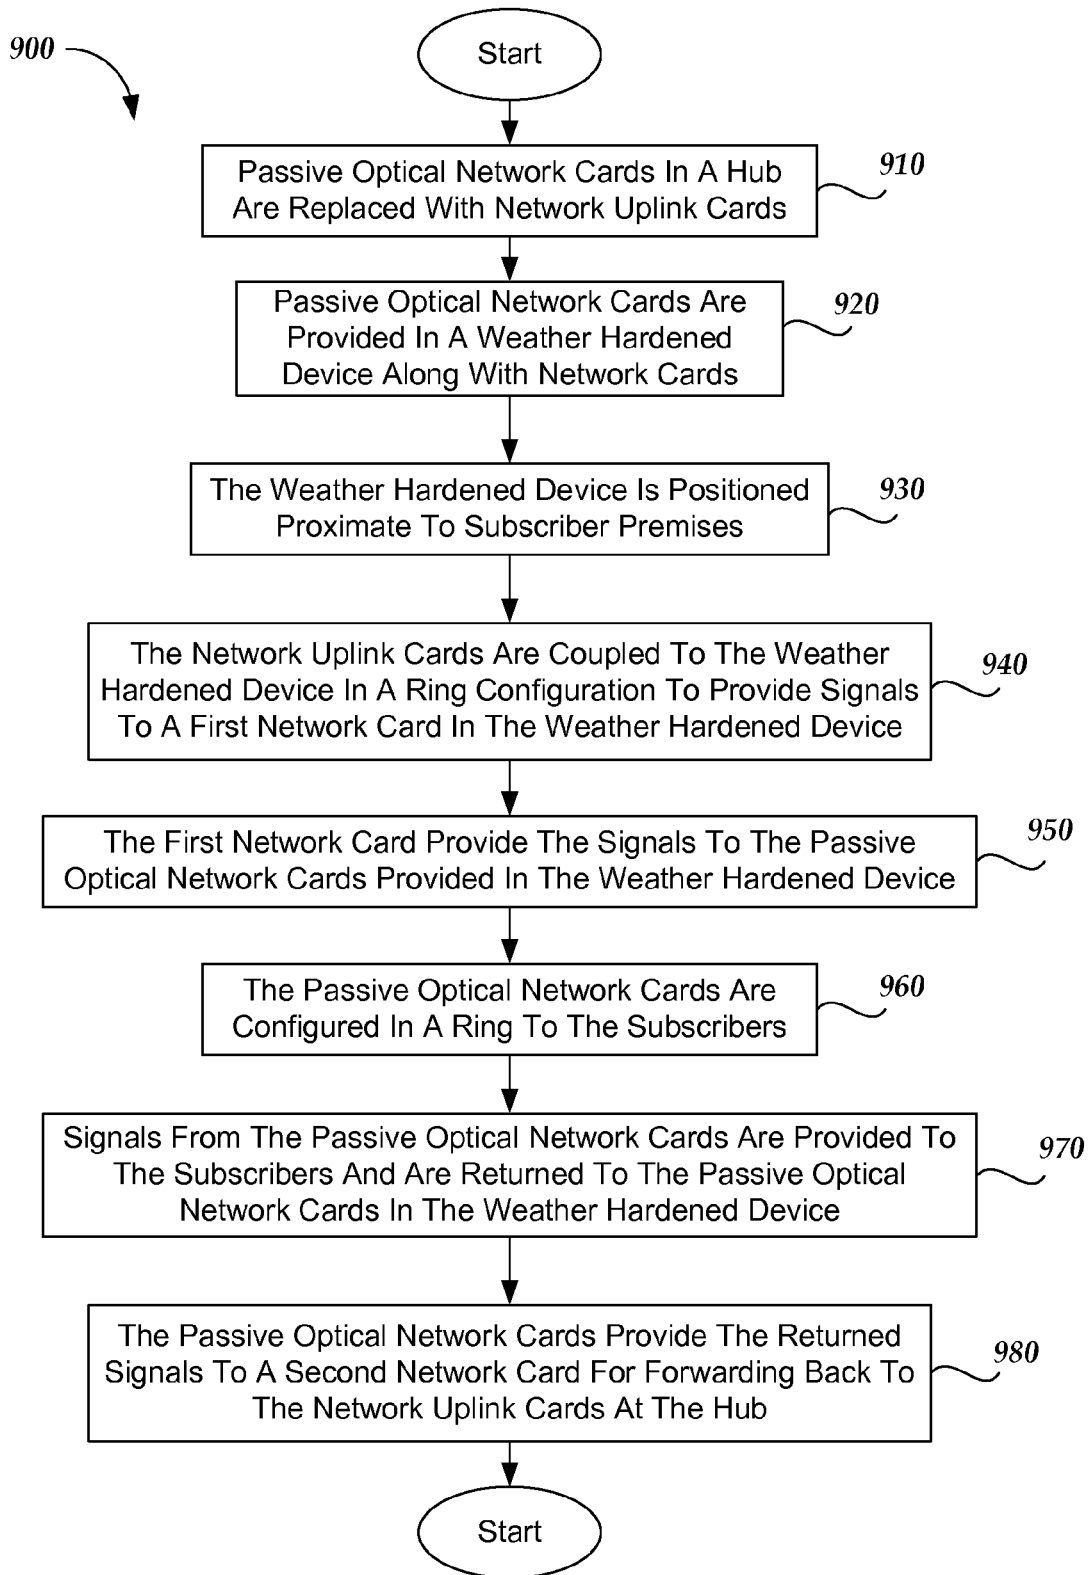 900
Start
Passive Optical Network Cards In A Hub
Are Replaced With Network Uplink Cards
910
Passive Optical Network Cards Are
Provided In A Weather Hardened
Device Along With Network Cards
920
The Weather Hardened Device Is Positioned
Proximate To Subscriber Premises
930
The Network Uplink Cards Are Coupled To The Weather
Hardened Device In A Ring Configuration To Provide Signals
To A First Network Card In The Weather Hardened Device
940
The First Network Card Provide The Signals To The Passive
Optical Network Cards Provided In The Weather Hardened Device
950
The Passive Optical Network Cards Are
Configured In A Ring To The Subscribers
960
Signals From The Passive Optical Network Cards Are Provided To
The Subscribers And Are Returned To The Passive Optical
Network Cards In The Weather Hardened Device
970
The Passive Optical Network Cards Provide The Returned
Signals To A Second Network Card For Forwarding Back To
The Network Uplink Cards At The Hub
980
Start